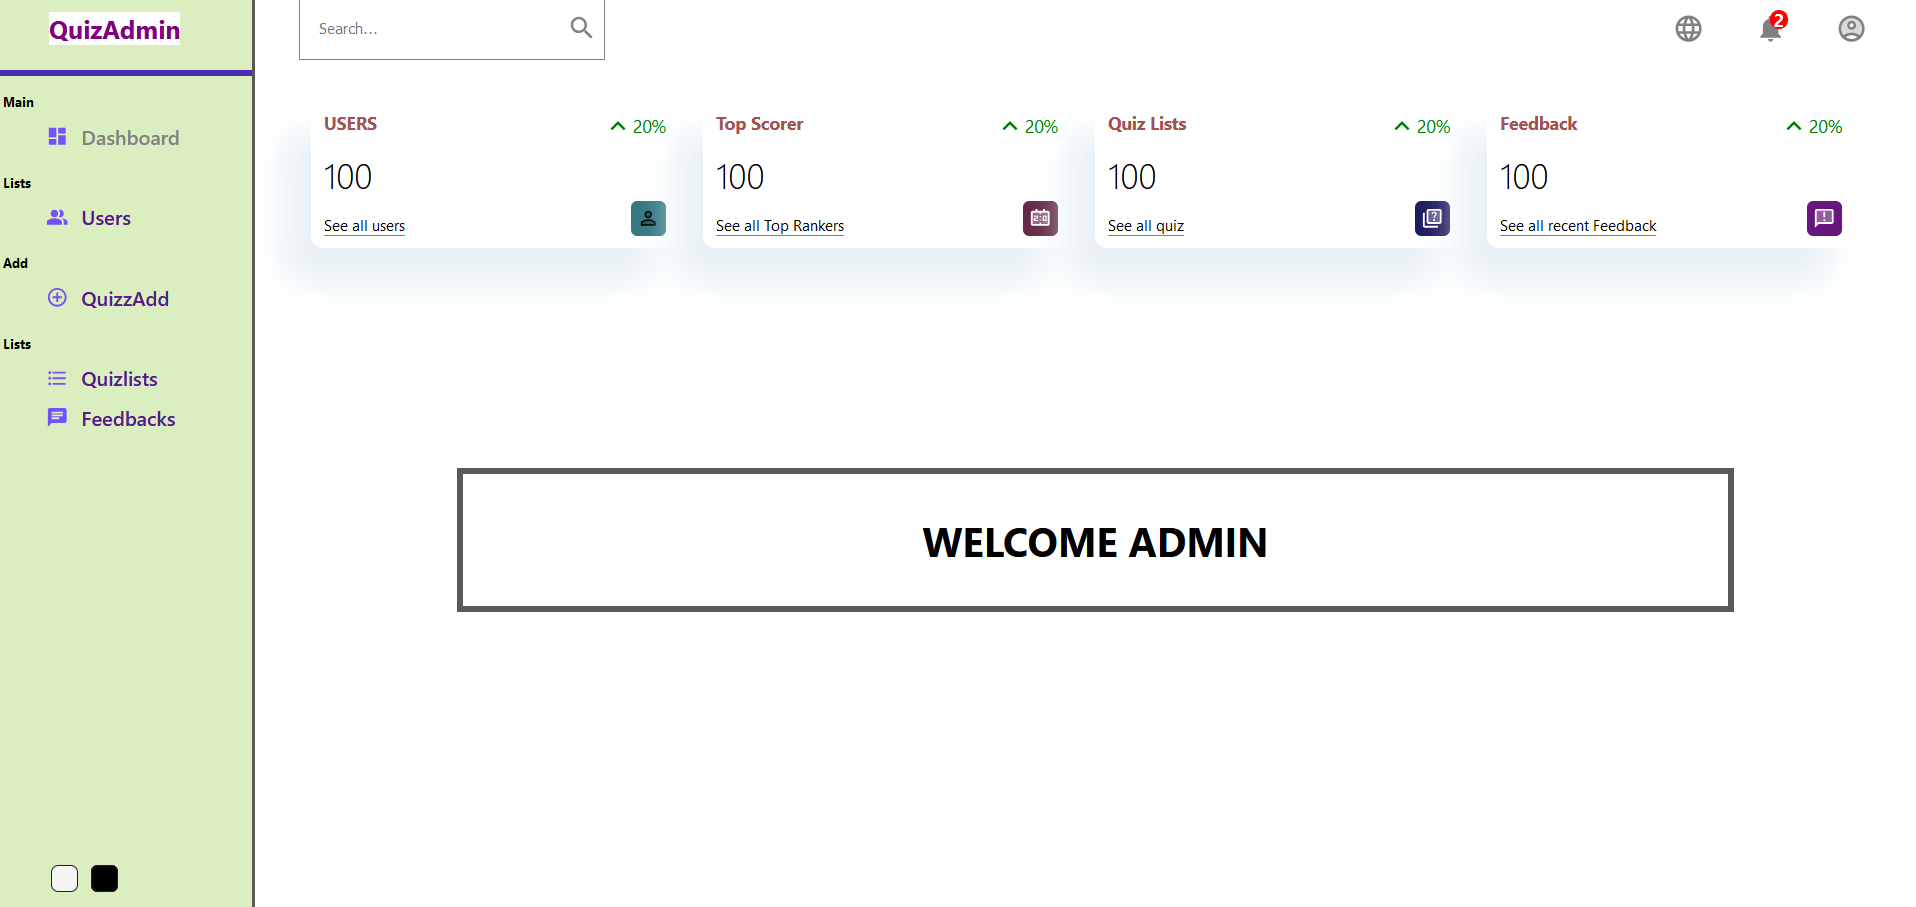 QuizAdmin
Search...
2
Main
Dashboard
Lists
Users
Add
QuizzAdd
Lists
Quizlists
Feedbacks
USERS
20%
100
See all users
Top Scorer
20%
100
See all Top Rankers
2:0
Quiz Lists
20%
100
See all quiz
?
Feedback
20%
100
See all recent Feedback
!
WELCOME ADMIN